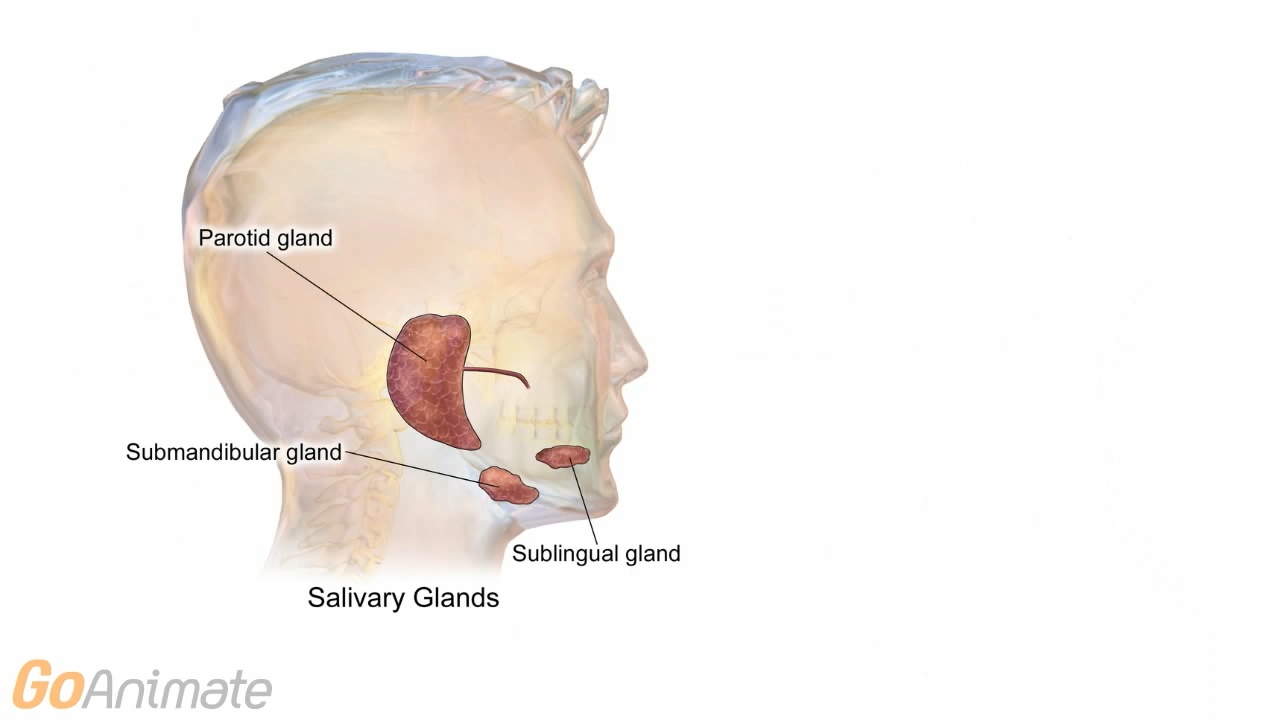 Parotid gland
Submandibular gland
Sublingual gland
Salivary Glands
GoAnimate